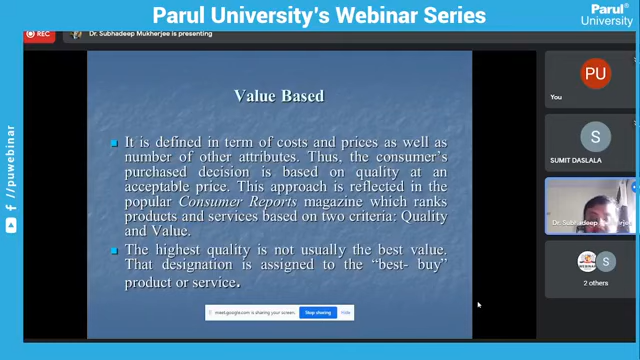 Parul University's Webinar Series
Parul®
University
REC
Dr. Subhadeep Mukherjee is presenting
Value Based
It is defined in term of costs and prices as well as
number of other attributes. Thus, the consumer's
purchased decision is based on quality at an
acceptable price. This approach is reflected in the
popular Consumer Reports magazine which ranks
products and services based on two criteria: Quality
and Value.
The highest quality is not usually the best value.
That designation is assigned to the "best- buy"
product or service.
meet.google.com is sharing your screen.
Stop sharing
Hide
PU
You
S
SUMIT DASLALA
Dr. Subhadeep Mukherjee
S
2 others
/puwebinar